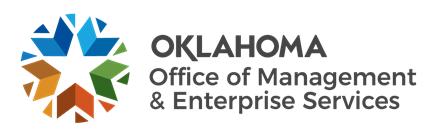 OKLAHOMA
Office of Management
& Enterprise Services